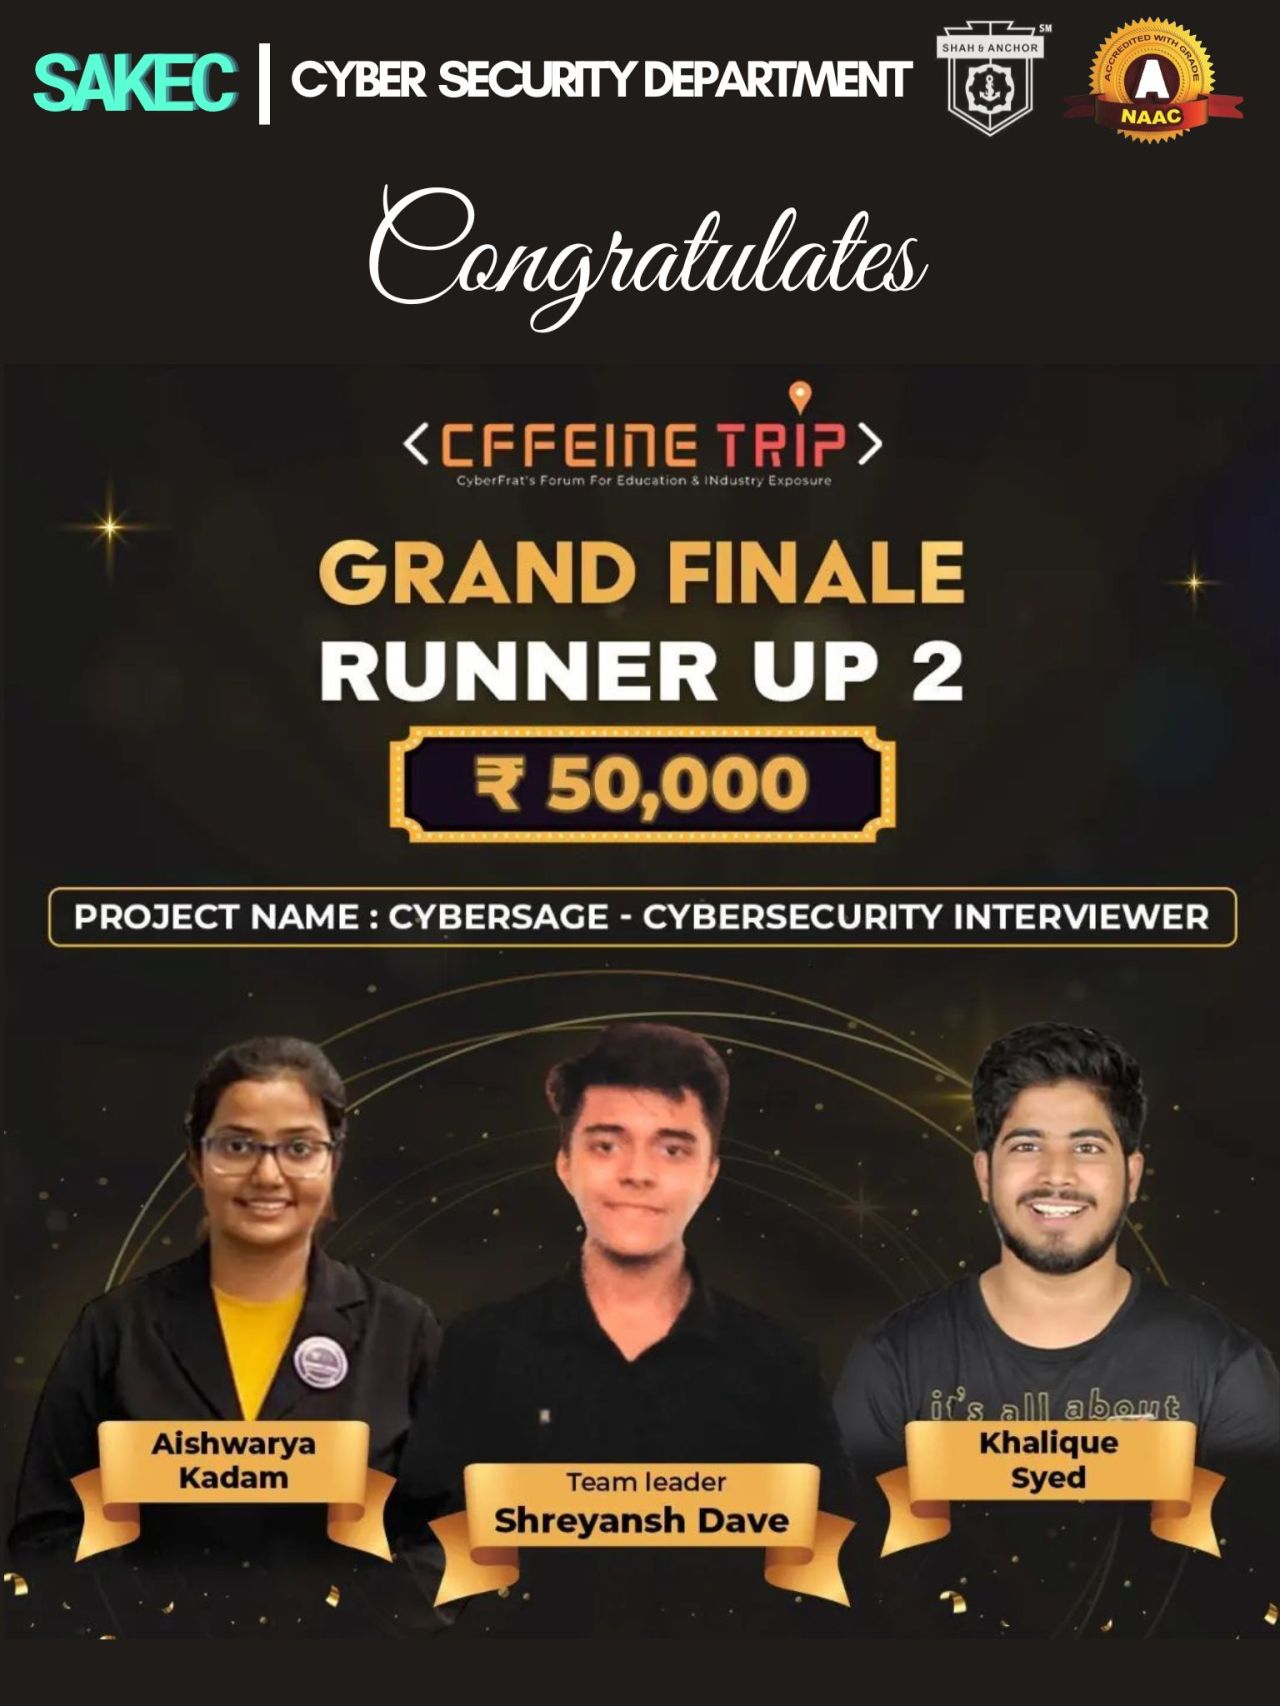 SAKEC | CYBER SECURITY DEPARTMENT
SHAH & ANCHOR
SM
ACCREDITED WITH GRADE
A
NAAC
Congratulates
<CFFEINE TRIP>
CyberFrat's Forum For Education & INdustry Exposure
GRAND FINALE
RUNNER UP 2
₹ 50,000
PROJECT NAME : CYBERSAGE - CYBERSECURITY INTERVIEWER
it's all about
Aishwarya
Kadam
Team leader
Shreyansh Dave
Khalique
Syed